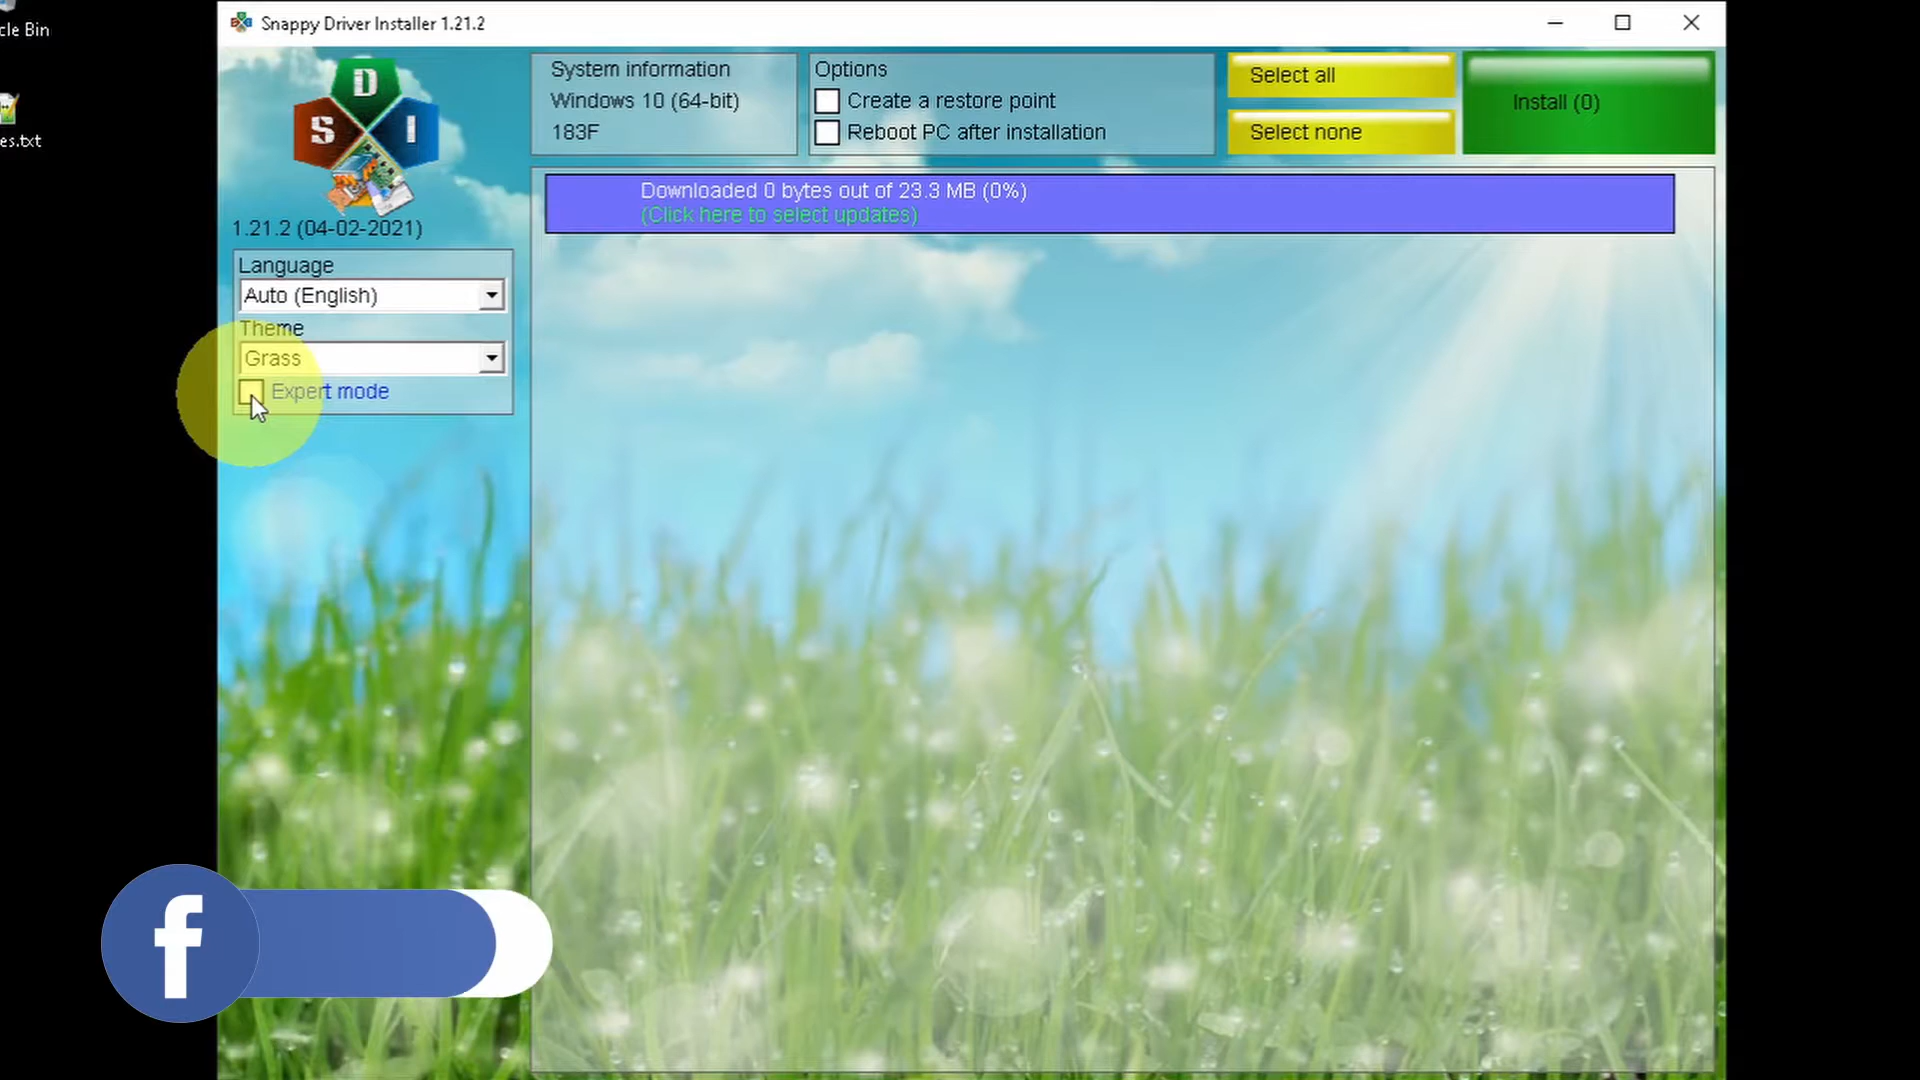 cle Bin
es.txt
Snappy Driver Installer 1.21.2
D
S I
1.21.2 (04-02-2021)
Language
Auto (English)
Theme
Grass
Expert mode
System information
Windows 10 (64-bit)
183F
Options
Create a restore point
Reboot PC after installation
Select all
Select none
Install (0)
Downloaded 0 bytes out of 23.3 MB (0%)
(Click here to select updates)
f